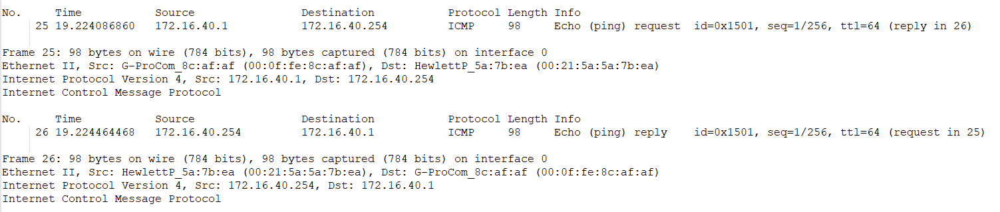 No. Time Source Destination Protocol Length Info
25 19.224086860 172.16.40.1 172.16.40.254 ICMP 98 Echo (ping) request id=0x1501, seq=1/256, ttl=64 (reply in 26)
Frame 25: 98 bytes on wire (784 bits), 98 bytes captured (784 bits) on interface 0
Ethernet II, Src: G-ProCom_8c:af:af (00:0f:fe:8c:af:af), Dst: HewlettP_5a:7b:ea (00:21:5a:5a:7b:ea)
Internet Protocol Version 4, Src: 172.16.40.1, Dst: 172.16.40.254
Internet Control Message Protocol
No. Time Source Destination Protocol Length Info
26 19.224464468 172.16.40.254 172.16.40.1 ICMP 98 Echo (ping) reply id=0x1501, seq=1/256, ttl=64 (request in 25)
Frame 26: 98 bytes on wire (784 bits), 98 bytes captured (784 bits) on interface 0
Ethernet II, Src: HewlettP_5a:7b:ea (00:21:5a:5a:7b:ea), Dst: G-ProCom_8c:af:af (00:0f:fe:8c:af:af)
Internet Protocol Version 4, Src: 172.16.40.254, Dst: 172.16.40.1
Internet Control Message Protocol